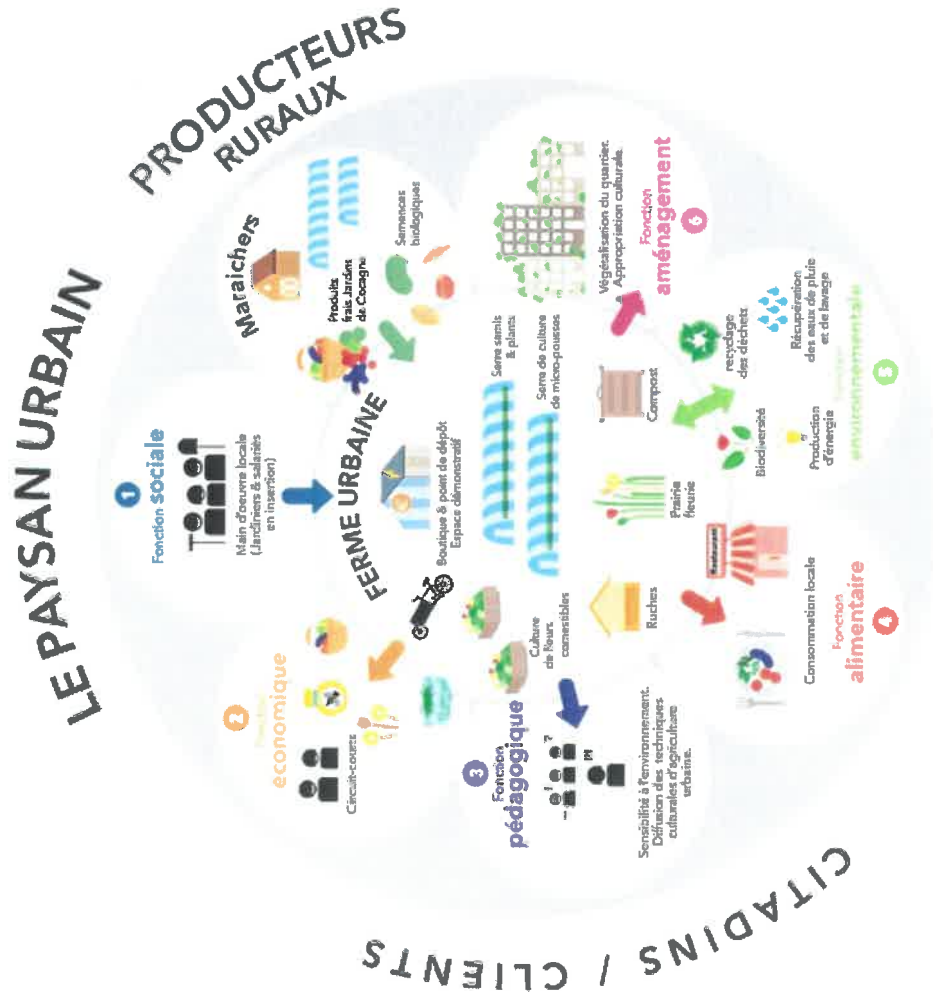 LE PAYSAN URBAIN
PRODUCTEURS
RURAUX
Maraichers
Produits
frais Jardins
de Cocagne
Semences
biologiques
1
Fonction sociale
Main d'oeuvre locale
(Jardiniers & salariés
en insertion)
FERME URBAINE
Boutique & point de dépôt
Espace démonstratif
Serre semis
& plants
Serre de culture
de micro-pousses
2
économique
Circuit-courts
3
Fonction
pédagogique
Sensibilité à l'environnement.
Diffusion des techniques
culturales d'agriculture
urbaine.
Culture
de fleurs
comestibles
Ruches
Prairie
fleurie
Compost
Restaurant
Consommation locale
Fonction
alimentaire
4
Biodiversité
recyclage
des déchets
Production
d'énergie
Récupération
des eaux de pluie
et de lavage
environnementale
5
Végétalisation du quartier.
Appropriation culturale.
Fonction
aménagement
6
CITADINS / CLIENTS